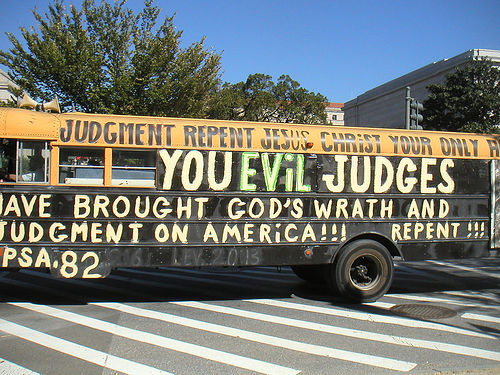 JUDGMENT REPENT JESUS CHRiST YOUR ONLY
YOU EViL JUDGES
HAVE BROUGHT GOD'S WRATH AND
JUDGMENT ON AMERiCA!!! REPENT !!!
PSA.82